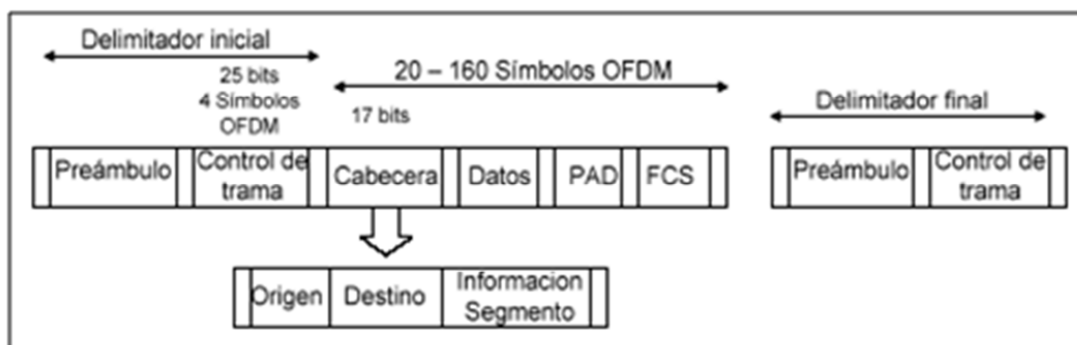 Delimitador inicial
25 bits
4 Símbolos
OFDM
20 – 160 Símbolos OFDM
17 bits
Delimitador final
Preámbulo
Control de
trama
Cabecera
Datos
PAD
FCS
Preámbulo
Control de
trama
Origen
Destino
Informacion
Segmento